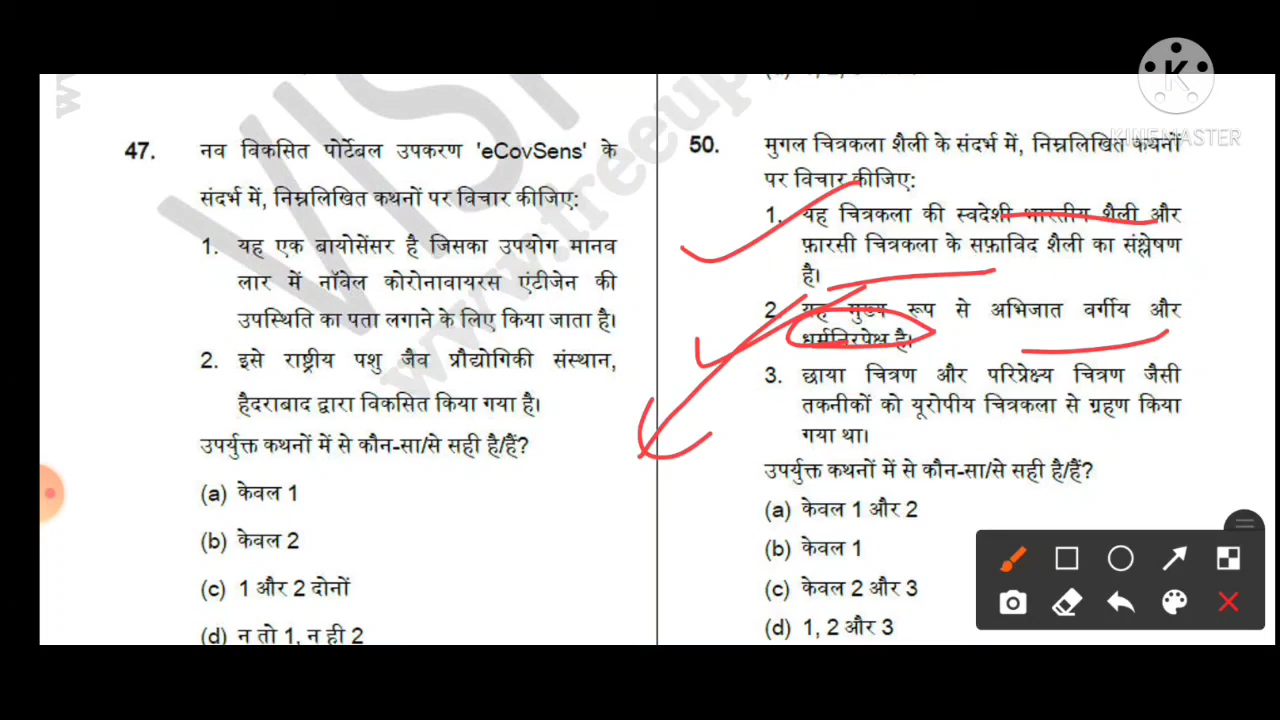 KINEMASTER
47. नव विकसित पोर्टेबल उपकरण 'eCovSens' के
संदर्भ में, निम्नलिखित कथनों पर विचार कीजिए:
1. यह एक बायोसेंसर है जिसका उपयोग मानव
लार में नॉवेल कोरोनावायरस एंटीजेन की
उपस्थिति का पता लगाने के लिए किया जाता है।
2. इसे राष्ट्रीय पशु जैव प्रौद्योगिकी संस्थान,
हैदराबाद द्वारा विकसित किया गया है।
उपर्युक्त कथनों में से कौन-सा/से सही है/हैं?
(a) केवल 1
(b) केवल 2
(c) 1 और 2 दोनों
(d) न तो 1, न ही 2
50. मुगल चित्रकला शैली के संदर्भ में, निम्नलिखित कथनों
पर विचार कीजिए:
1. यह चित्रकला की स्वदेशी भारतीय शैली और
फ़ारसी चित्रकला के सफ़ाविद शैली का संश्लेषण
है।
2. यह मुख्य रूप से अभिजात वर्गीय और
धर्मनिरपेक्ष है।
3. छाया चित्रण और परिप्रेक्ष्य चित्रण जैसी
तकनीकों को यूरोपीय चित्रकला से ग्रहण किया
गया था।
उपर्युक्त कथनों में से कौन-सा/से सही है/हैं?
(a) केवल 1 और 2
(b) केवल 1
(c) केवल 2 और 3
(d) 1, 2 और 3